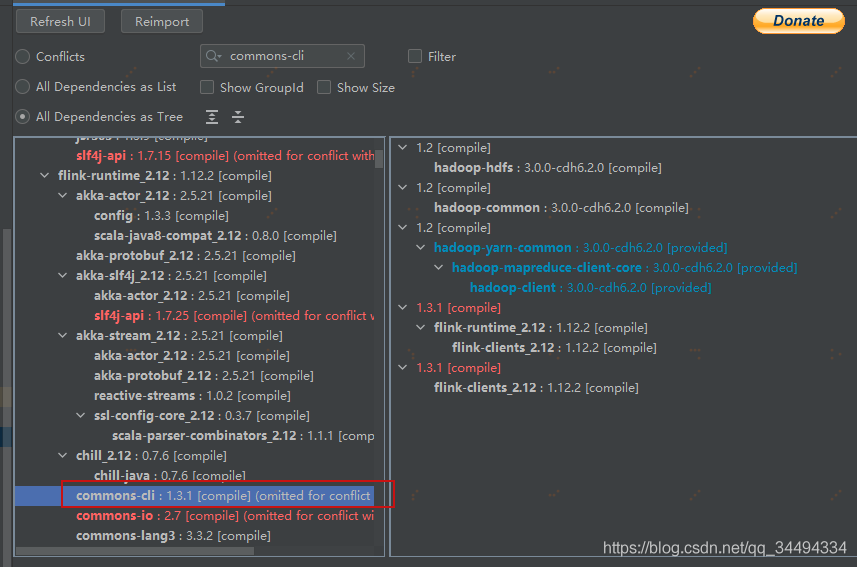 Refresh UI
Reimport
Donate
Conflicts
commons-cli
Filter
All Dependencies as List
Show GroupId
Show Size
All Dependencies as Tree
slf4j-api : 1.7.15 [compile] (omitted for conflict with
flink-runtime_2.12 : 1.12.2 [compile]
akka-actor_2.12 : 2.5.21 [compile]
config : 1.3.3 [compile]
scala-java8-compat_2.12 : 0.8.0 [compile]
akka-protobuf_2.12 : 2.5.21 [compile]
akka-slf4j_2.12 : 2.5.21 [compile]
akka-actor_2.12 : 2.5.21 [compile]
slf4j-api : 1.7.25 [compile] (omitted for conflict w
akka-stream_2.12 : 2.5.21 [compile]
akka-actor_2.12 : 2.5.21 [compile]
akka-protobuf_2.12 : 2.5.21 [compile]
reactive-streams : 1.0.2 [compile]
ssl-config-core_2.12 : 0.3.7 [compile]
scala-parser-combinators_2.12 : 1.1.1 [comp
chill_2.12 : 0.7.6 [compile]
chill-java : 0.7.6 [compile]
commons-cli : 1.3.1 [compile] (omitted for conflict
commons-io : 2.7 [compile] (omitted for conflict wi
commons-lang3 : 3.3.2 [compile]
1.2 [compile]
hadoop-hdfs : 3.0.0-cdh6.2.0 [compile]
1.2 [compile]
hadoop-common : 3.0.0-cdh6.2.0 [compile]
1.2 [compile]
hadoop-yarn-common : 3.0.0-cdh6.2.0 [provided]
hadoop-mapreduce-client-core : 3.0.0-cdh6.2.0 [provided]
hadoop-client : 3.0.0-cdh6.2.0 [provided]
1.3.1 [compile]
flink-runtime_2.12 : 1.12.2 [compile]
flink-clients_2.12 : 1.12.2 [compile]
1.3.1 [compile]
flink-clients_2.12 : 1.12.2 [compile]
https://blog.csdn.net/qq_34494334